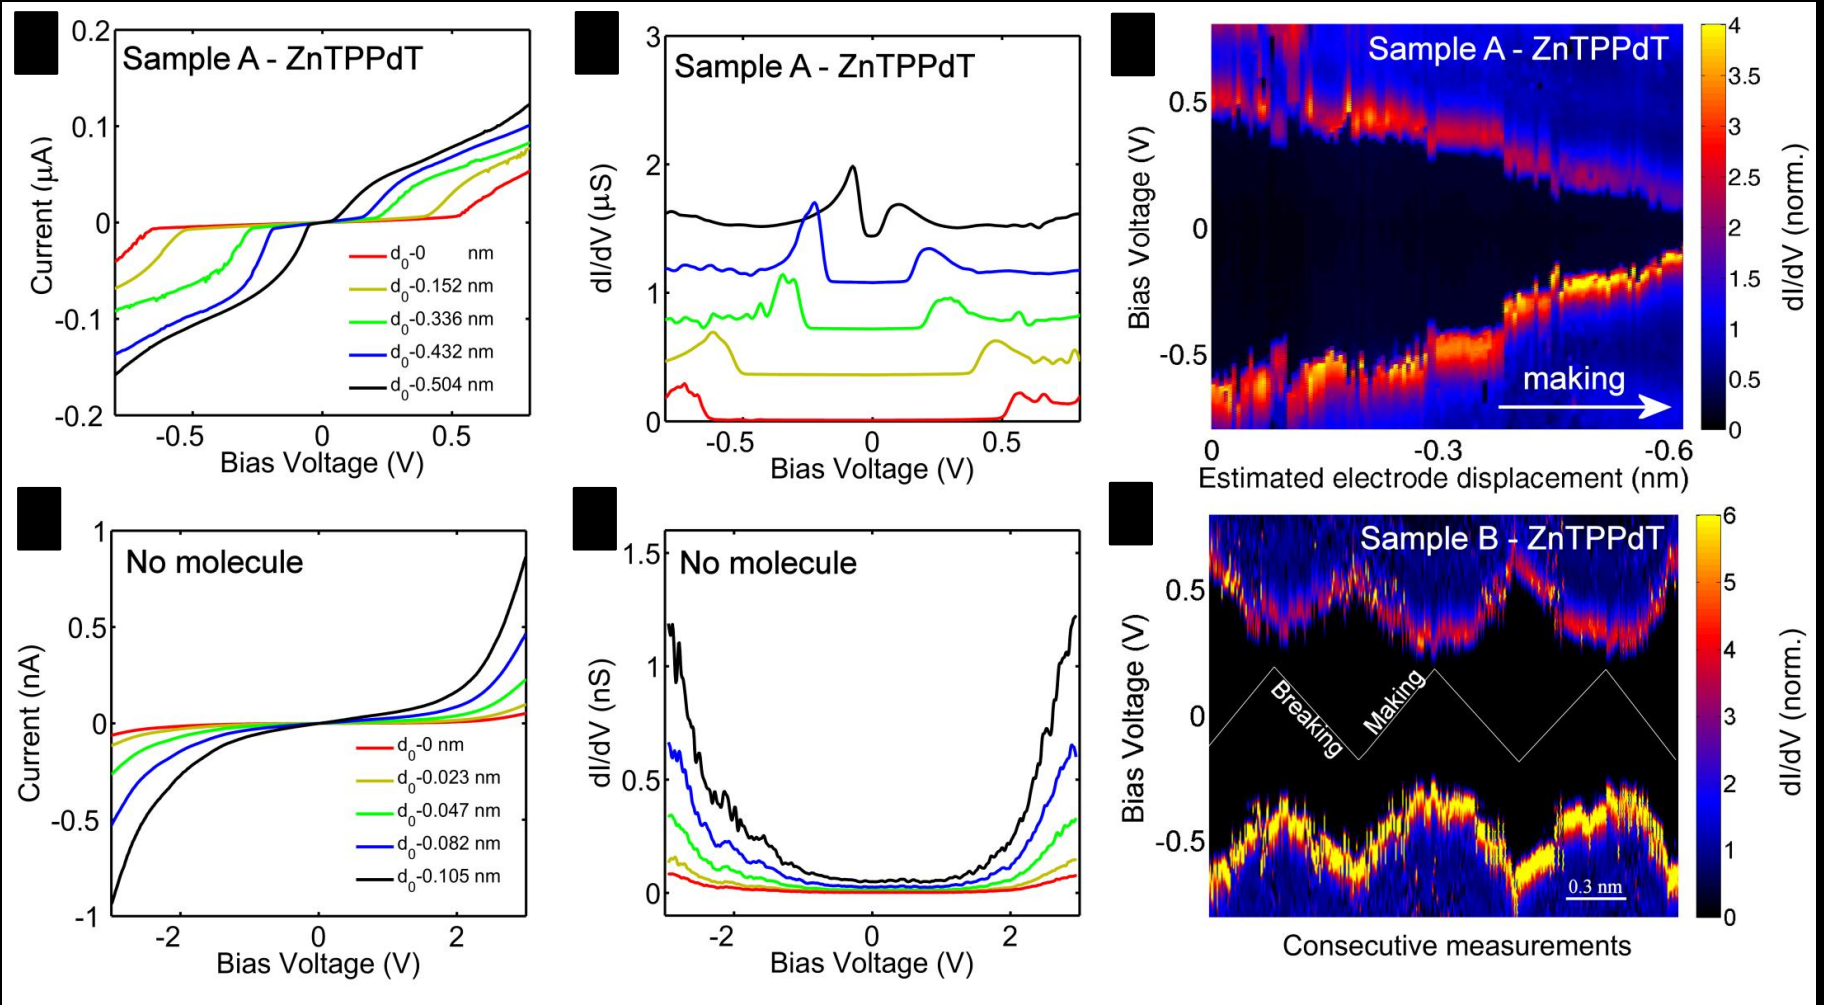 Sample A - ZnTPPdT
0.2
0.1
0
-0.1
-0.2
-0.5
0
0.5
Current (µA)
Bias Voltage (V)
d0-0 nm
d0-0.152 nm
d0-0.336 nm
d0-0.432 nm
d0-0.504 nm
Sample A - ZnTPPdT
3
2
1
0
-0.5
0
0.5
dI/dV (µS)
Bias Voltage (V)
Sample A - ZnTPPdT
0.5
0
-0.5
Bias Voltage (V)
making
0
-0.3
-0.6
Estimated electrode displacement (nm)
4
3.5
3
2.5
2
1.5
1
0.5
0
dI/dV (norm.)
No molecule
1
0.5
0
-0.5
-1
-2
0
2
Current (nA)
Bias Voltage (V)
d0-0 nm
d0-0.023 nm
d0-0.047 nm
d0-0.082 nm
d0-0.105 nm
No molecule
1.5
1
0.5
0
-2
0
2
dI/dV (nS)
Bias Voltage (V)
Sample B - ZnTPPdT
0.5
0
-0.5
Bias Voltage (V)
Breaking
Making
0.3 nm
Consecutive measurements
6
5
4
3
2
1
0
dI/dV (norm.)